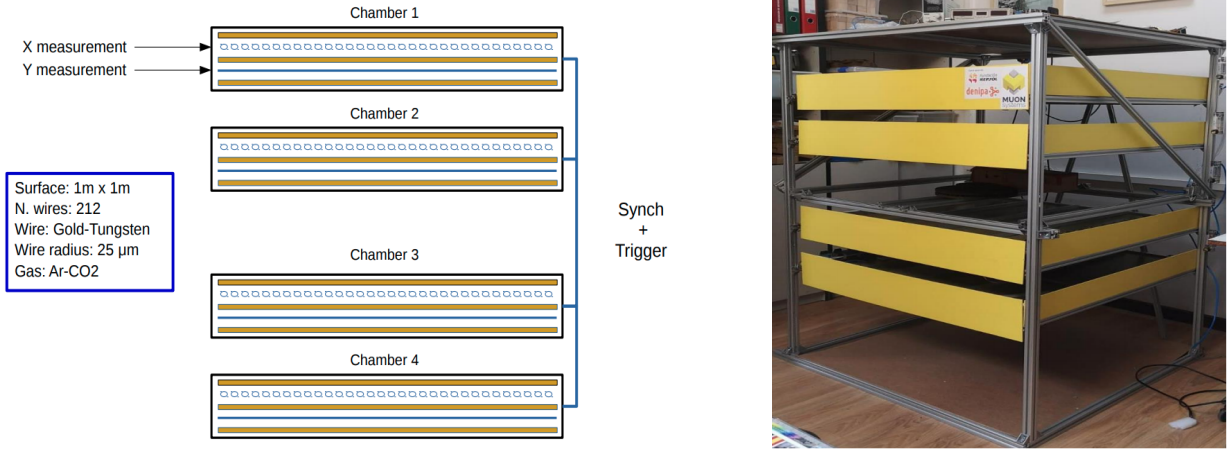 Chamber 1
X measurement
Y measurement
Chamber 2
Surface: 1m x 1m
N. wires: 212
Wire: Gold-Tungsten
Wire radius: 25 μm
Gas: Ar-CO2
Synch
+
Trigger
Chamber 3
Chamber 4
denipa
MUON